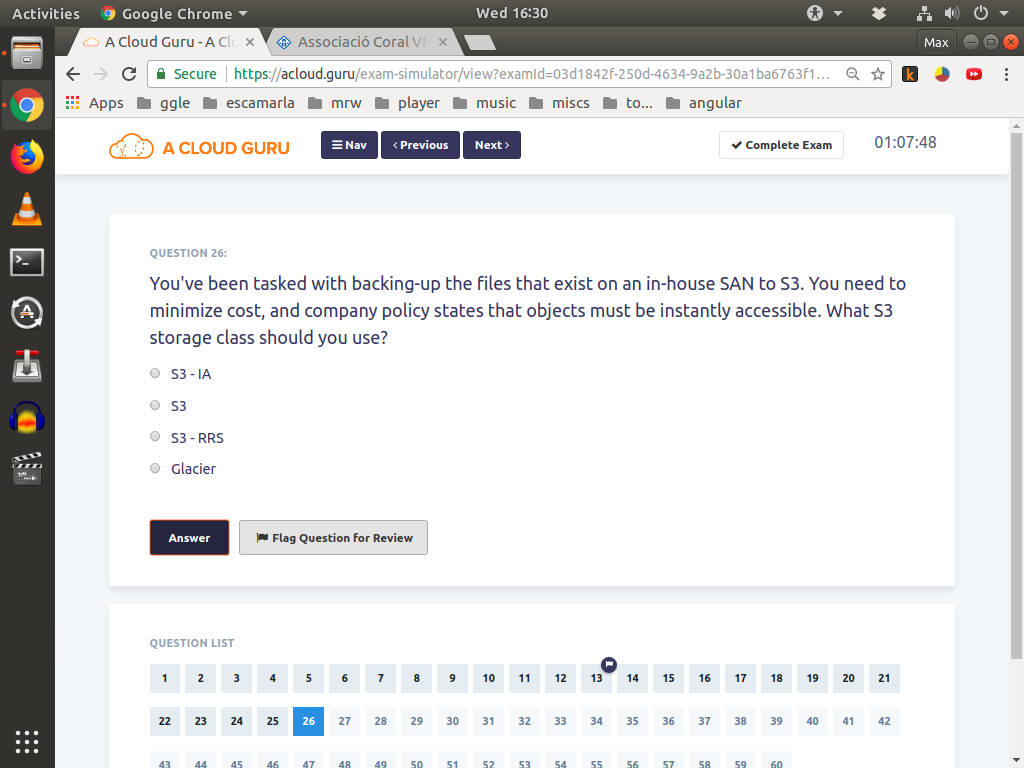 Activities Google Chrome Wed 16:30
A Cloud Guru - A Clo Associació Coral VN Max
Secure https://acloud.guru/exam-simulator/view?examId=03d1842f-250d-4634-9a2b-30a1ba6763f1...
Apps ggle escamarla mrw player music miscs to... angular
A CLOUD GURU Nav Previous Next Complete Exam 01:07:48
QUESTION 26:
You've been tasked with backing-up the files that exist on an in-house SAN to S3. You need to
minimize cost, and company policy states that objects must be instantly accessible. What S3
storage class should you use?
S3 - IA
S3
S3 - RRS
Glacier
Answer Flag Question for Review
QUESTION LIST
1 2 3 4 5 6 7 8 9 10 11 12 13 14 15 16 17 18 19 20 21
22 23 24 25 26 27 28 29 30 31 32 33 34 35 36 37 38 39 40 41 42
43 44 45 46 47 48 49 50 51 52 53 54 55 56 57 58 59 60